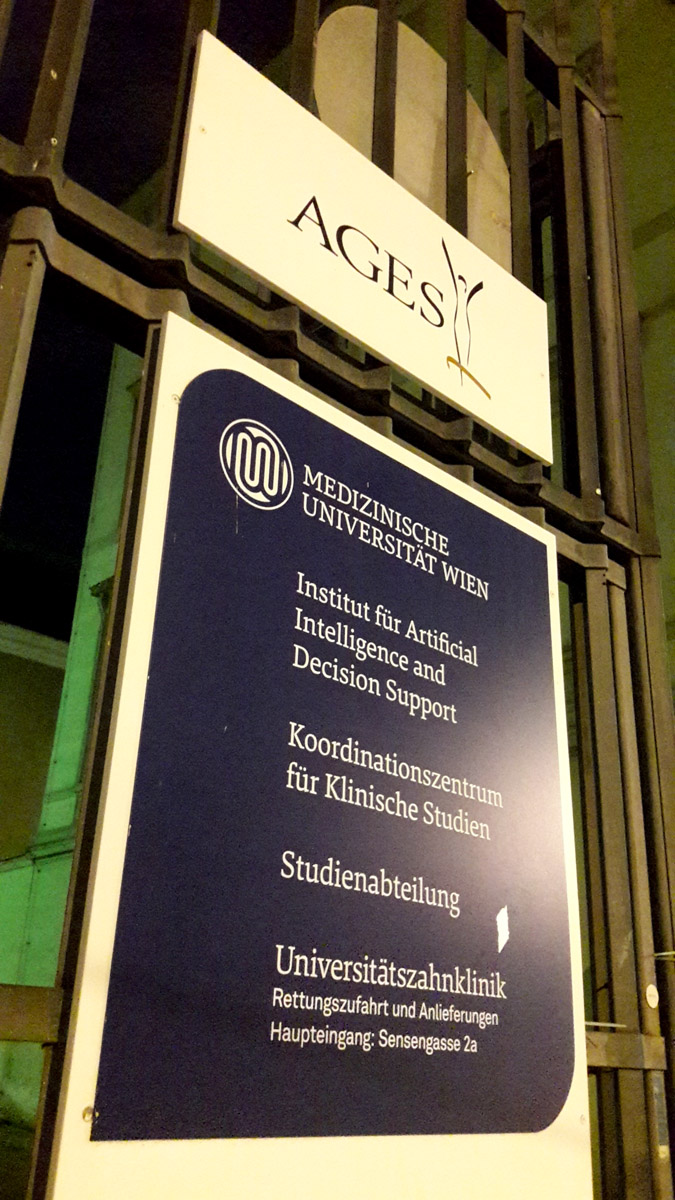 AGES
MEDIZINISCHE
UNIVERSITÄT WIEN
Institut für Artificial
Intelligence and
Decision Support
Koordinationszentrum
für Klinische Studien
Studienabteilung
Universitätszahnklinik
Rettungszufahrt und Anlieferungen
Haupteingang: Sensengasse 2a